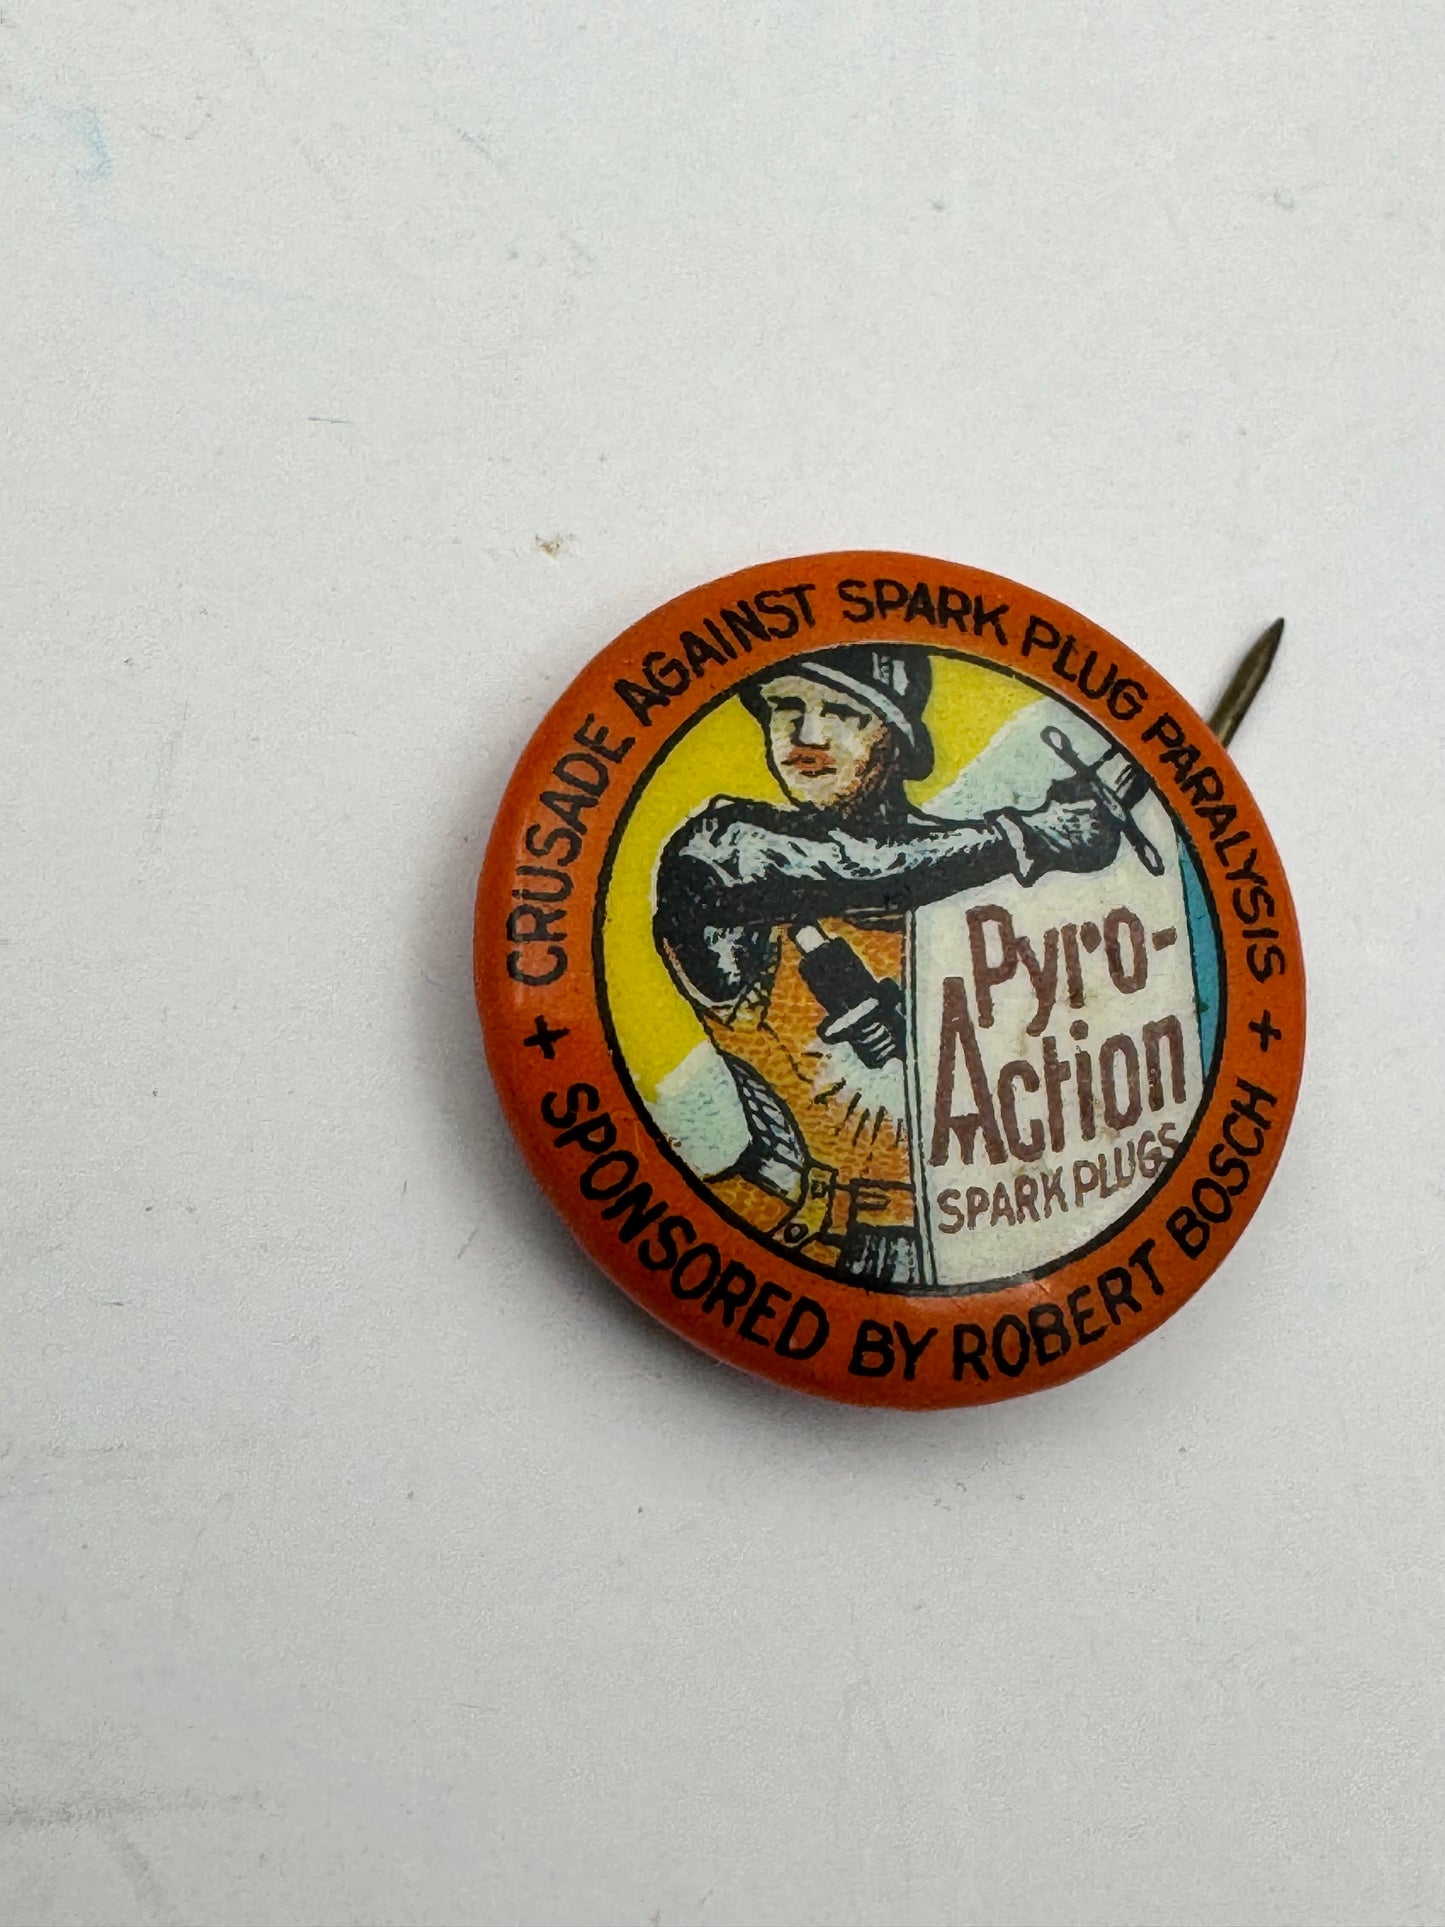 CRUSADE AGAINST SPARK PLUG PARALYSIS
Pyro-
Action
SPARK PLUGS
+ SPONSORED BY ROBERT BOSCH +